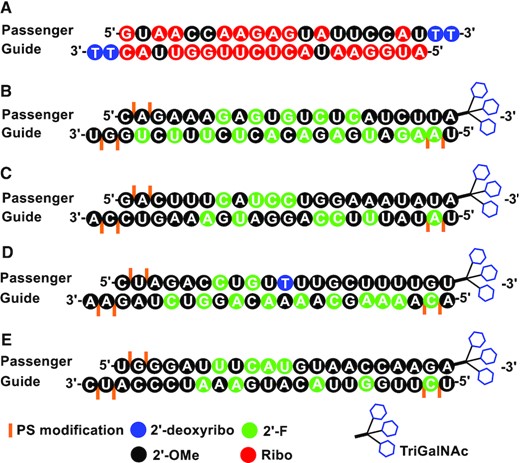 A
Passenger 5'- GUAACCAAGAGUAUUCCAUTT -3'
Guide 3'- TTCAUUGGUUCUCAUAAGGUA -5'
B
Passenger 5'- CAGAAAGAGUGUCUCAUCUUA -3'
Guide 3'- UGGUCUUUCUCACAGAGUAGAAU -5'
C
Passenger 5'- GACUUUCAUCCUGGAAAUAUA -3'
Guide 3'- ACCUGAAAGUAGGACCUUUAUAU -5'
D
Passenger 5'- CUAGACCUGUTUUGCUUUUGU -3'
Guide 3'- AAGAUCUGGACAAAACGAAAACA -5'
E
Passenger 5'- UGGGAUUUCAUGUAACCAAGA -3'
Guide 3'- CUACCCUAAAGUACAUUGGUUCU -5'
PS modification 2'-deoxyribo 2'-F
2'-OMe Ribo TriGalNAc